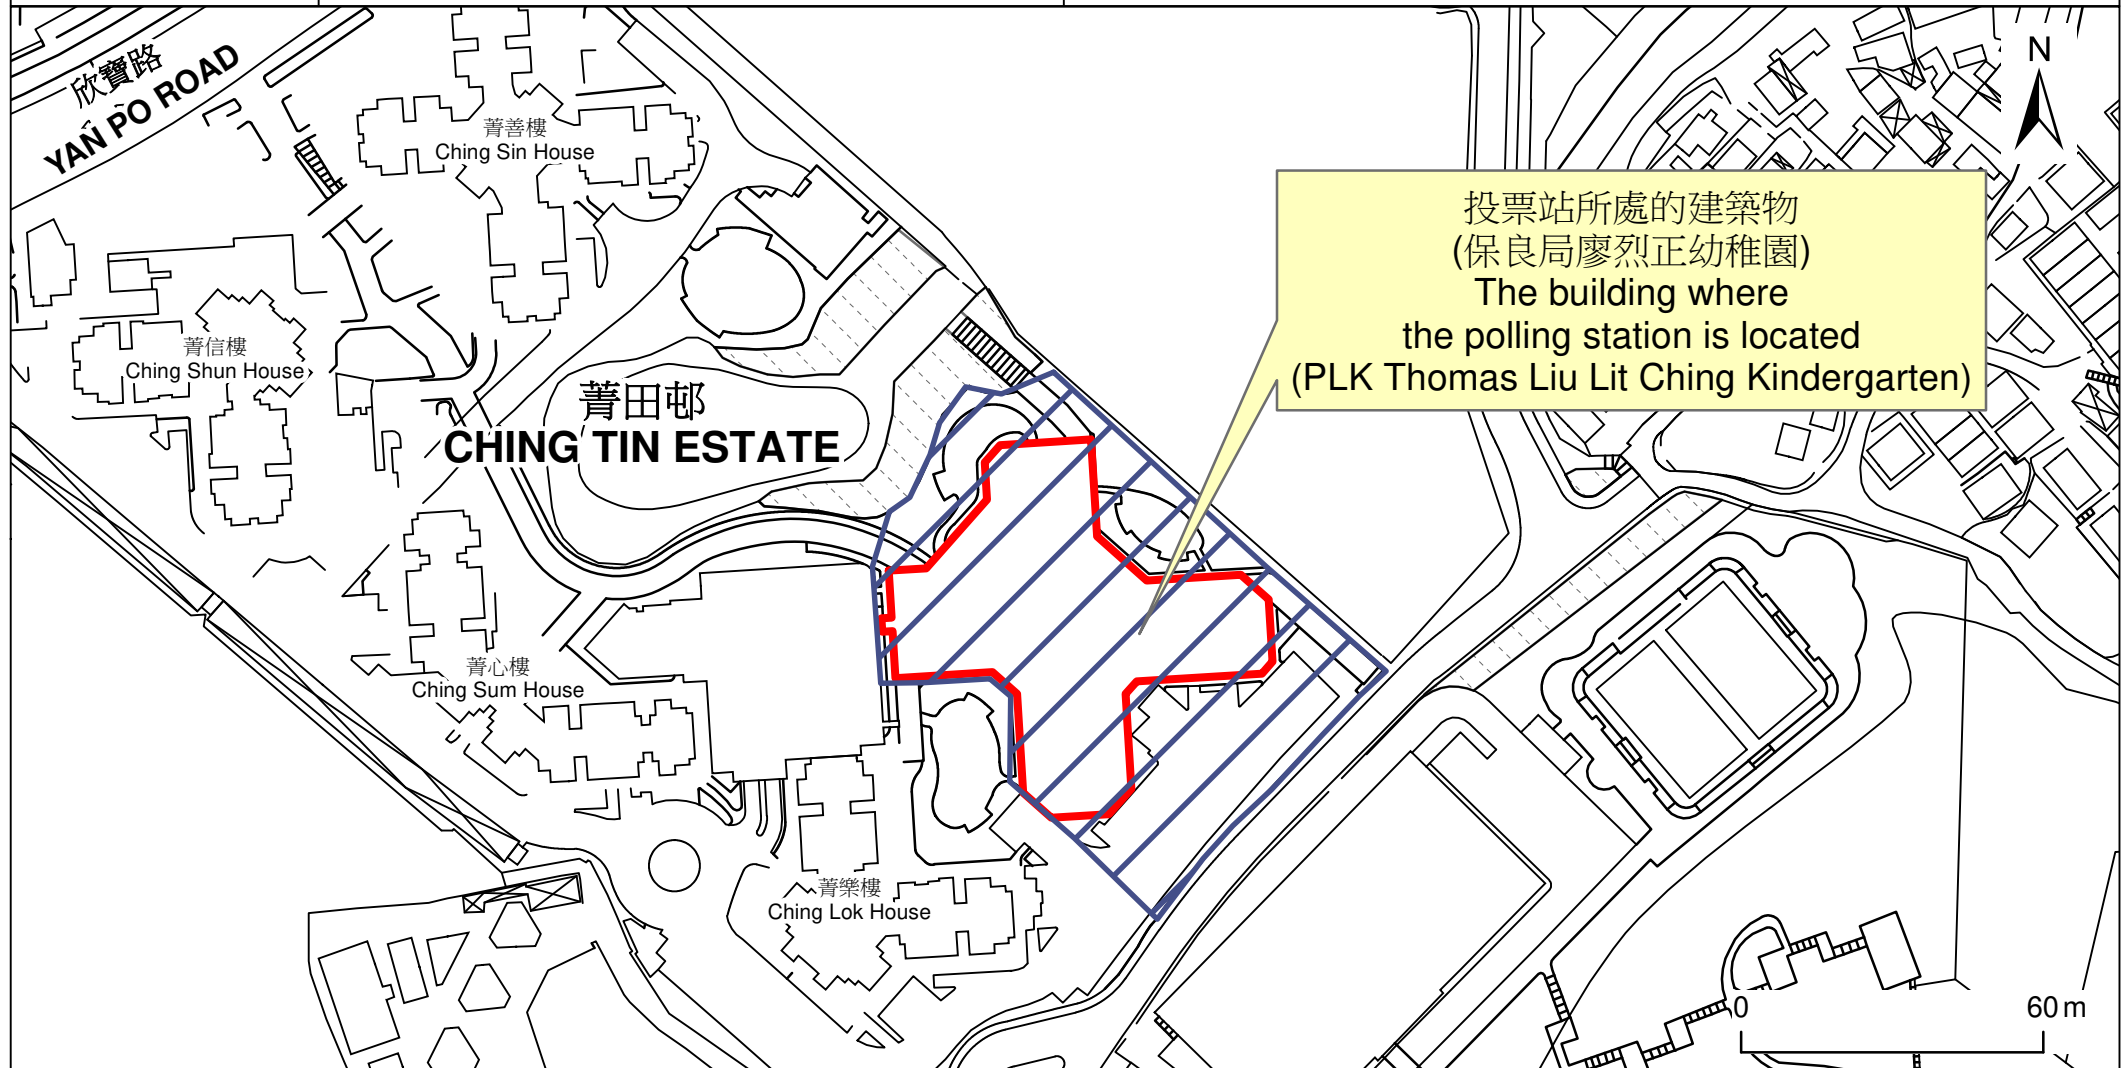 欣寶路
YAN PO ROAD
菁善樓
Ching Sin House
N
投票站所處的建築物
(保良局廖烈正幼稚園)
The building where
the polling station is located
(PLK Thomas Liu Lit Ching Kindergarten)
菁信樓
Ching Shun House
菁田邨
CHING TIN ESTATE
菁心樓
Ching Sum House
菁樂樓
Ching Lok House
0 60 m